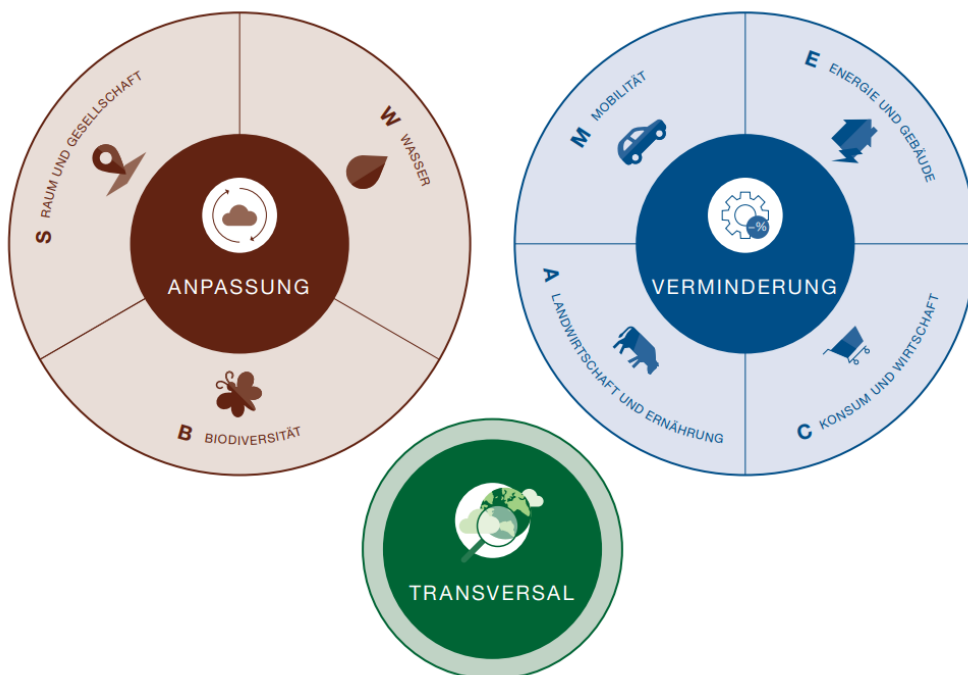 S RAUM UND GESELLSCHAFT
W WASSER
ANPASSUNG
B BIODIVERSITÄT
M MOBILITÄT
E ENERGIE UND GEBÄUDE
-%
VERMINDERUNG
A LANDWIRTSCHAFT UND ERNÄHRUNG
C KONSUM UND WIRTSCHAFT
TRANSVERSAL